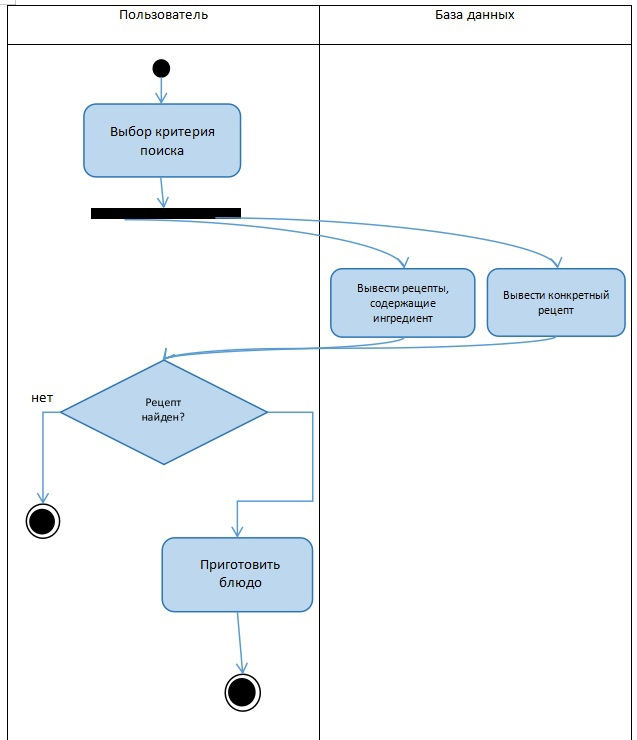 Пользователь
База данных
Выбор критерия
поиска
Вывести рецепты,
содержащие
ингредиент
Вывести конкретный
рецепт
Рецепт
найден?
нет
Приготовить
блюдо